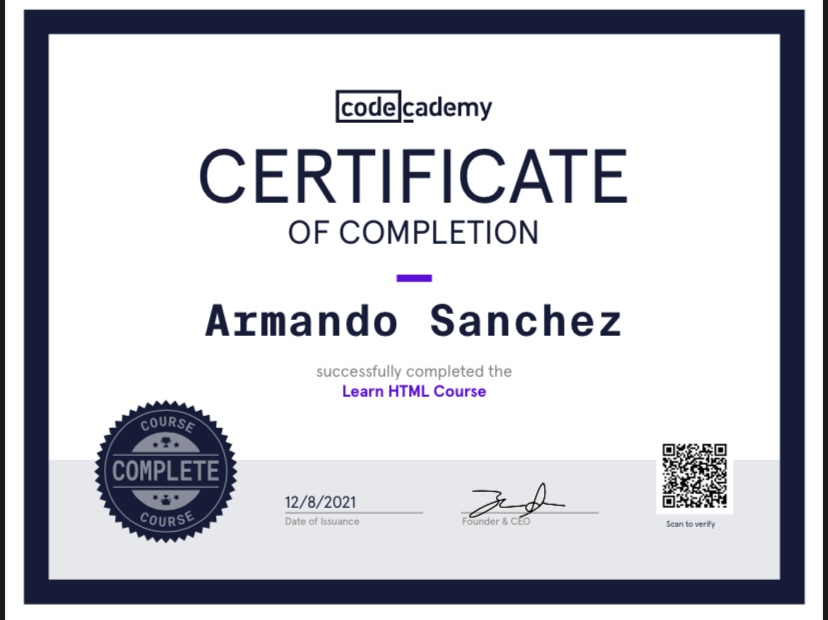 codecademy
CERTIFICATE
OF COMPLETION
Armando Sanchez
successfully completed the
Learn HTML Course
COURSE
COMPLETE
COURSE
12/8/2021
Date of Issuance
Founder & CEO
Scan to verify